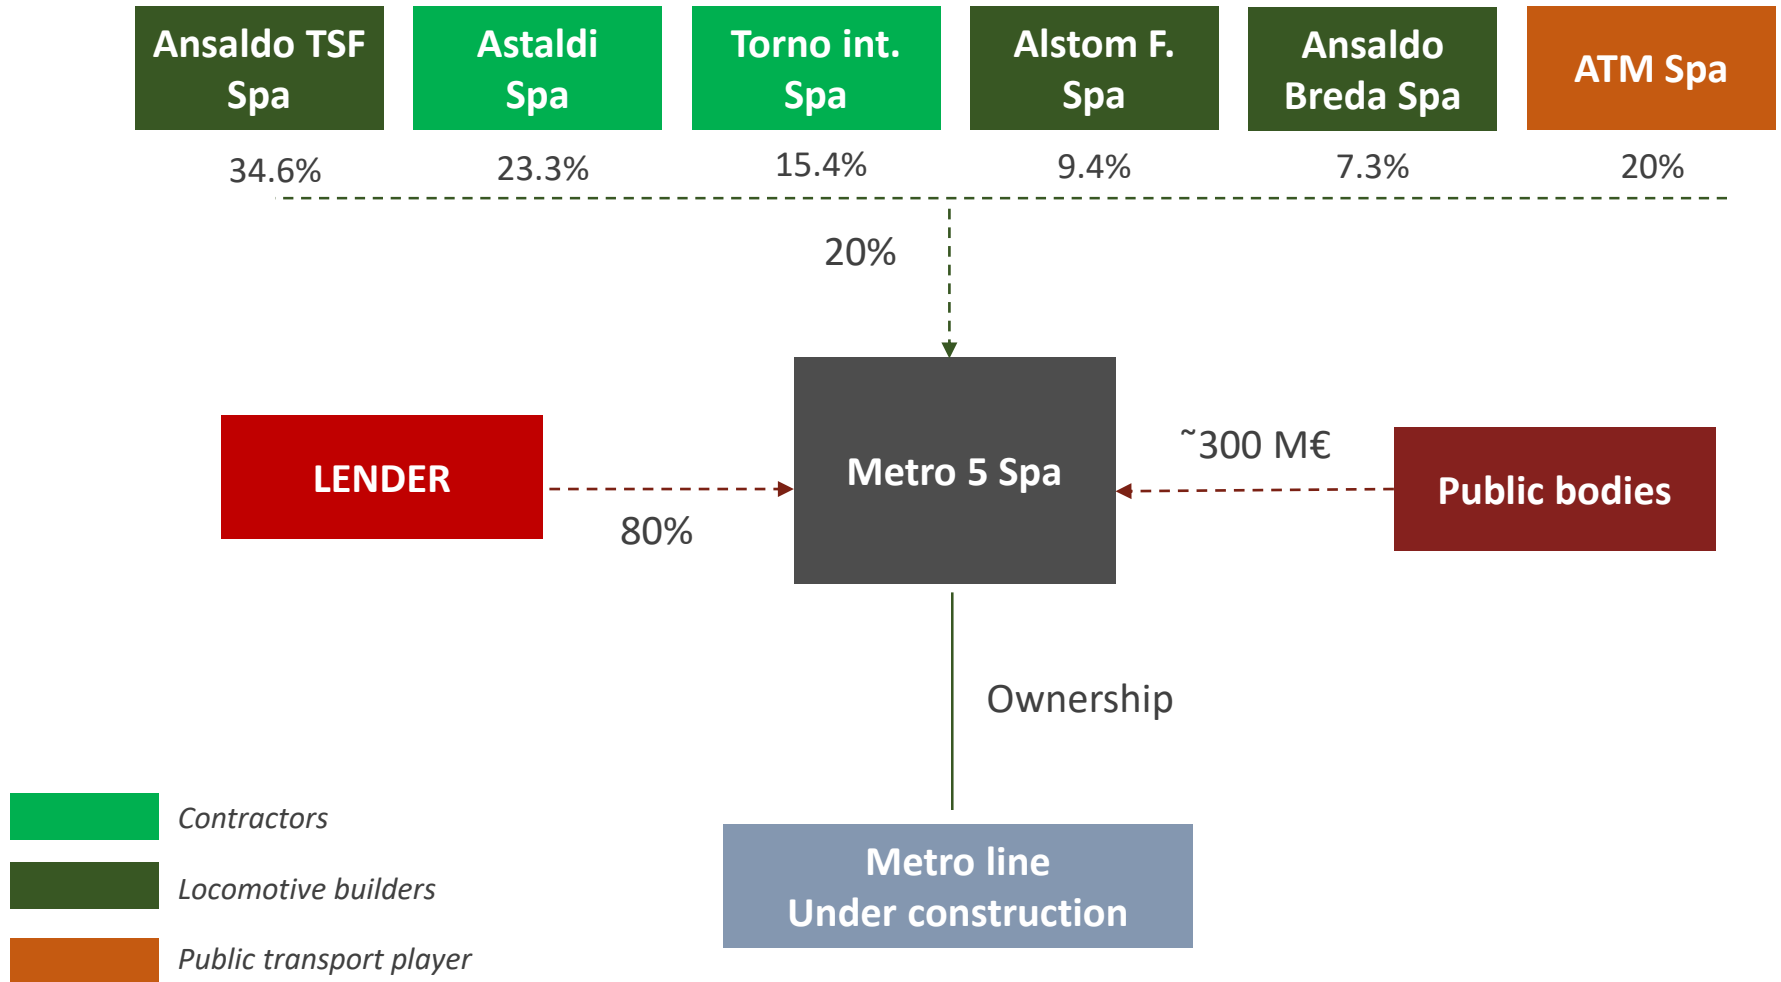 Ansaldo TSF
Spa
Astaldi
Spa
Torno int.
Spa
Alstom F.
Spa
Ansaldo
Breda Spa
ATM Spa
34.6%
23.3%
15.4%
9.4%
7.3%
20%
20%
LENDER
80%
Metro 5 Spa
~300 M€
Public bodies
Ownership
Metro line
Under construction
Contractors
Locomotive builders
Public transport player